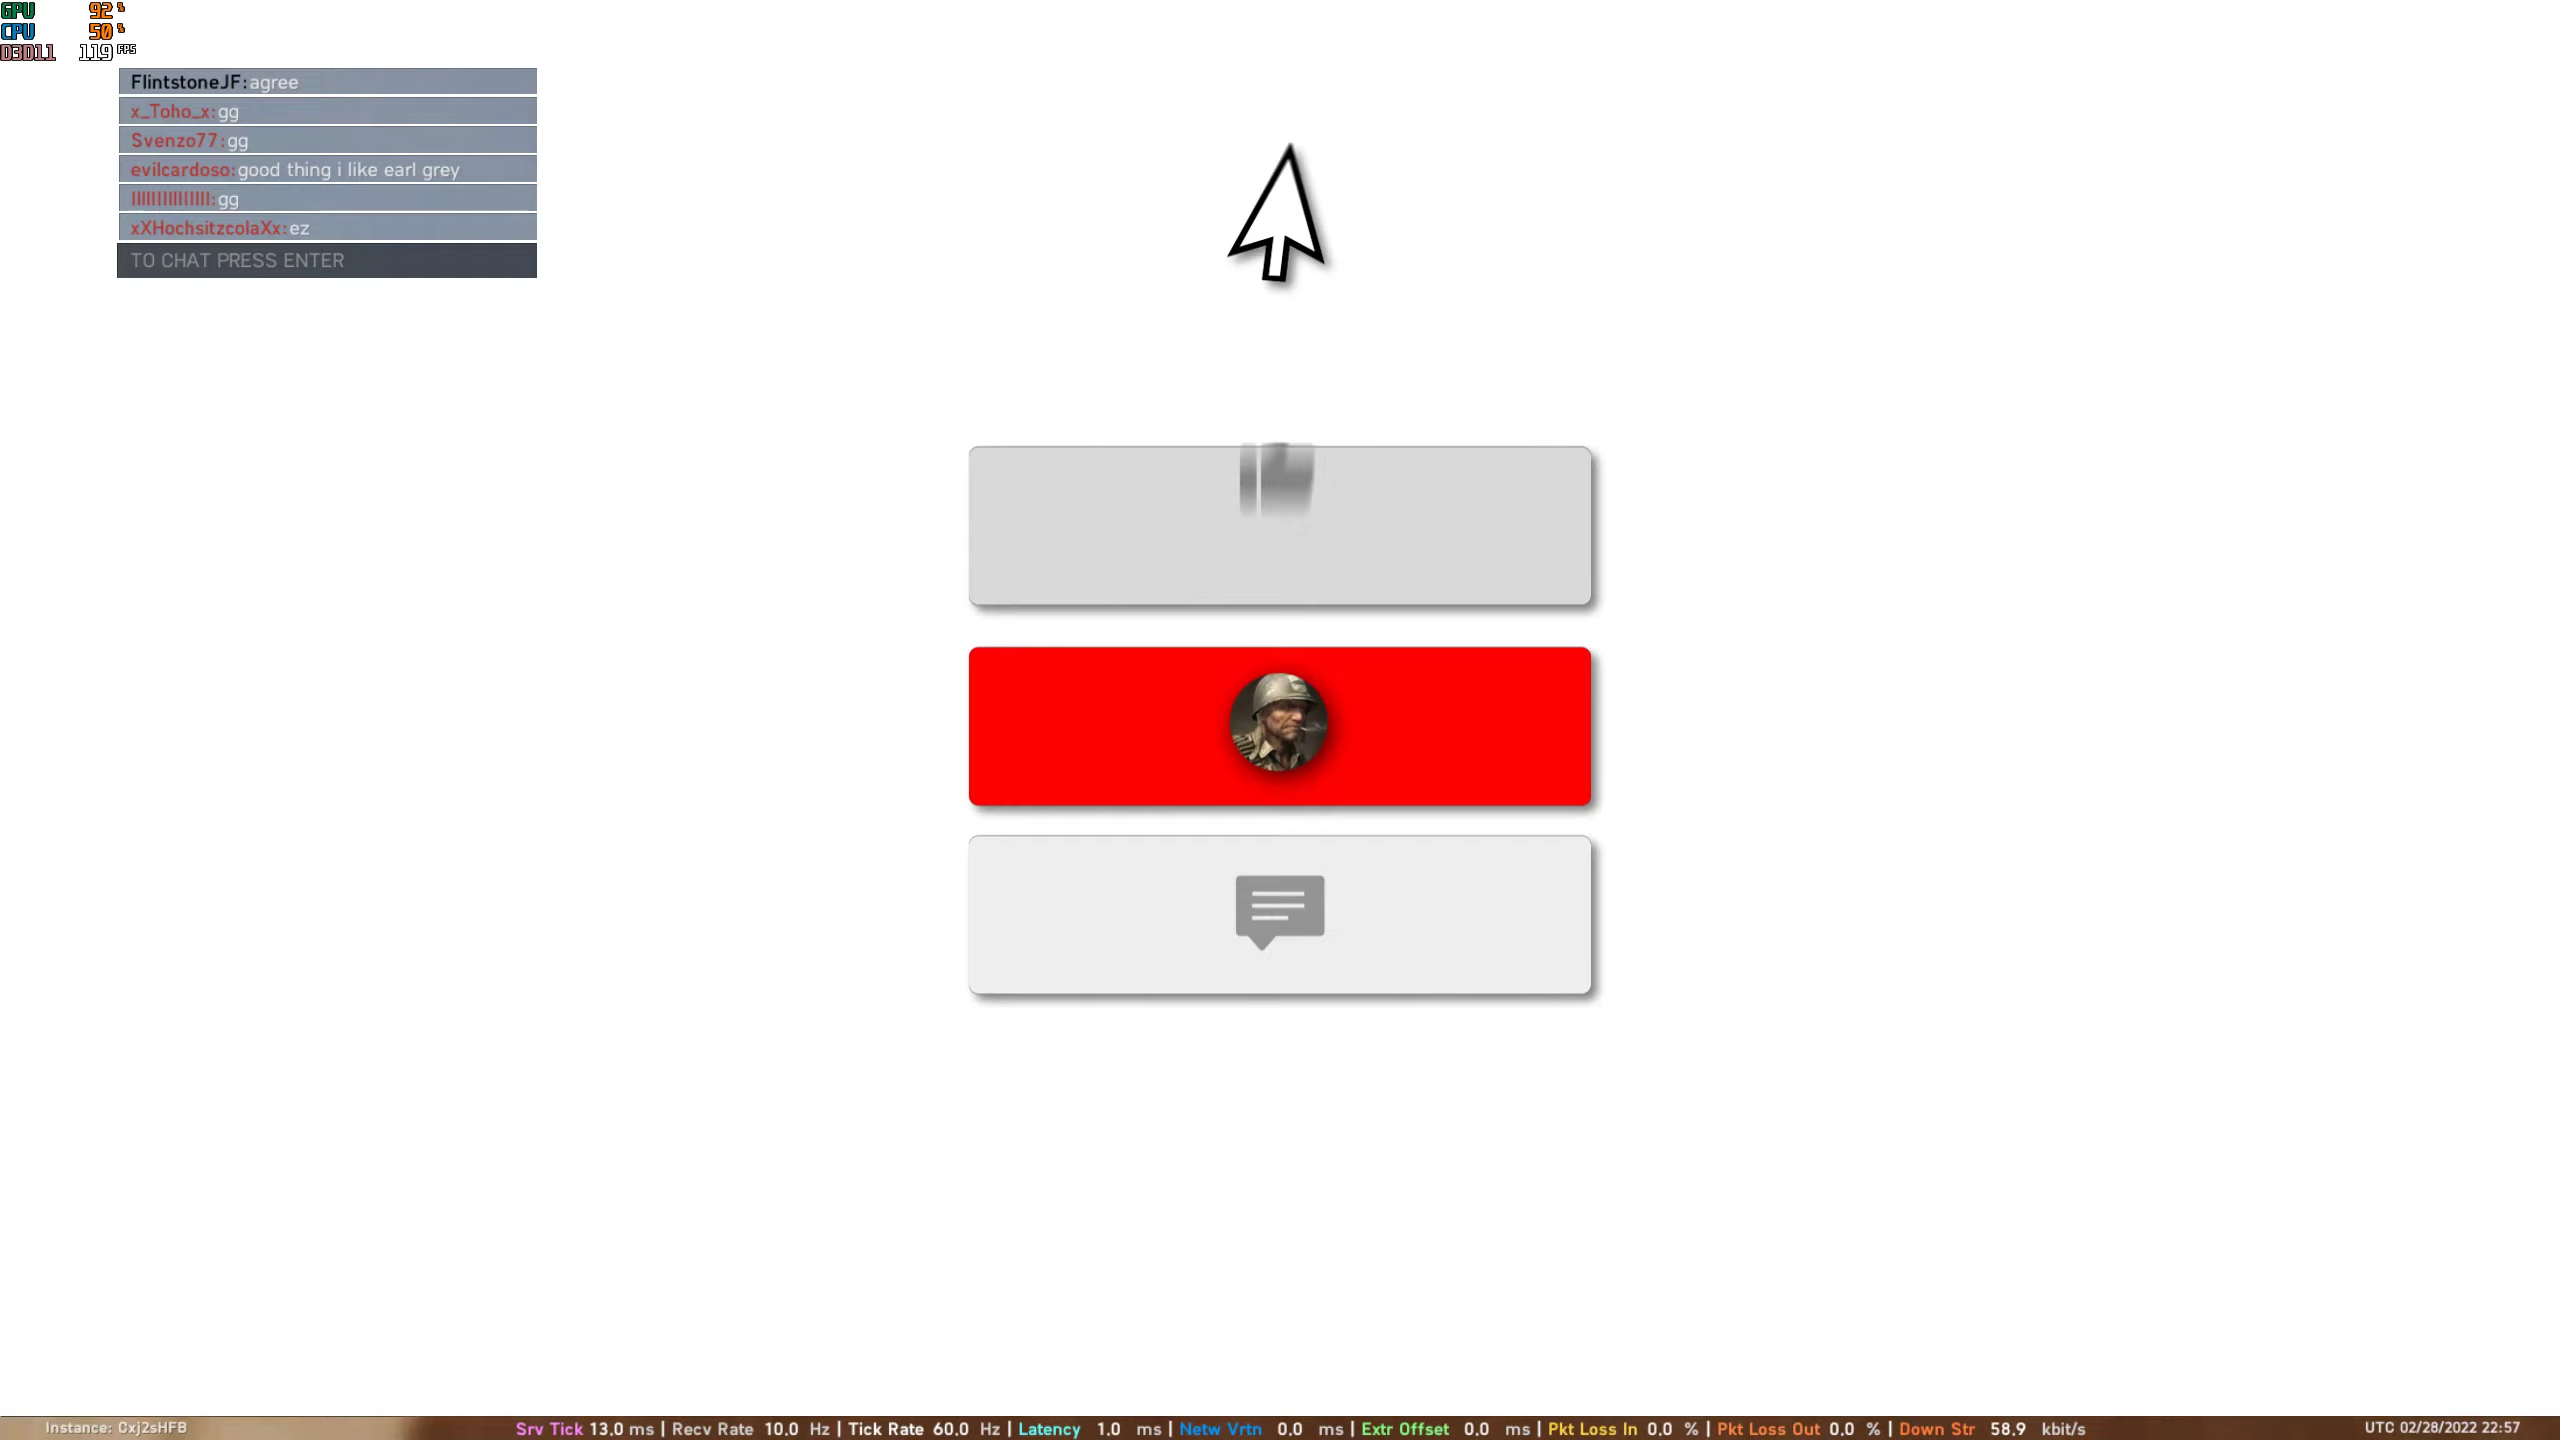 GPU 92 %
CPU 50 %
D3D11 119 FPS
FlintstoneJF: agree
x_Toho_x: gg
Svenzo77: gg
evilcardoso: good thing i like earl grey
gg
xXHochsitzcolaXx: ez
TO CHAT PRESS ENTER
Instance: Cxj2sHFB Srv Tick 13.0 ms | Recv Rate 10.0 Hz | Tick Rate 60.0 Hz | Latency 1.0 ms | Netw Vrtn 0.0 ms | Extr Offset 0.0 ms | Pkt Loss In 0.0 % | Pkt Loss Out 0.0 % | Down Str 58.9 kbit/s UTC 02/28/2022 22:57